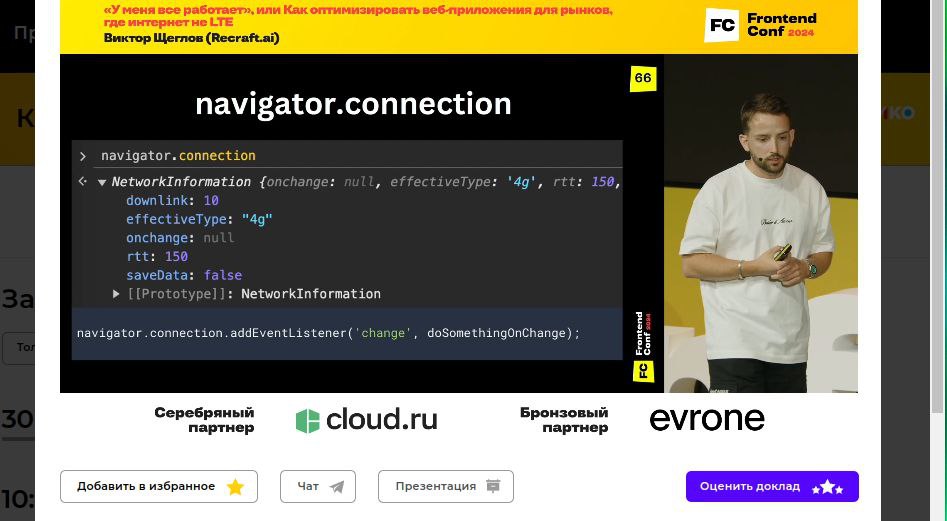 «У меня все работает», или Как оптимизировать веб-приложения для рынков,
где интернет не LTE
Виктор Щеглов (Recraft.ai)
FC Frontend
Conf 2024
Пр
К
ИКО
66
navigator.connection
navigator.connection
NetworkInformation {onchange: null, effectiveType: '4g', rtt: 150,
downlink: 10
effectiveType: "4g"
onchange: null
rtt: 150
saveData: false
[[Prototype]]: NetworkInformation
navigator.connection.addEventListener('change', doSomethingOnChange);
FC Frontend
Conf 2024
За
Тол
30
10:
Серебряный
партнер
cloud.ru
Бронзовый
партнер
evrone
Добавить в избранное
Чат
Презентация
Оценить доклад